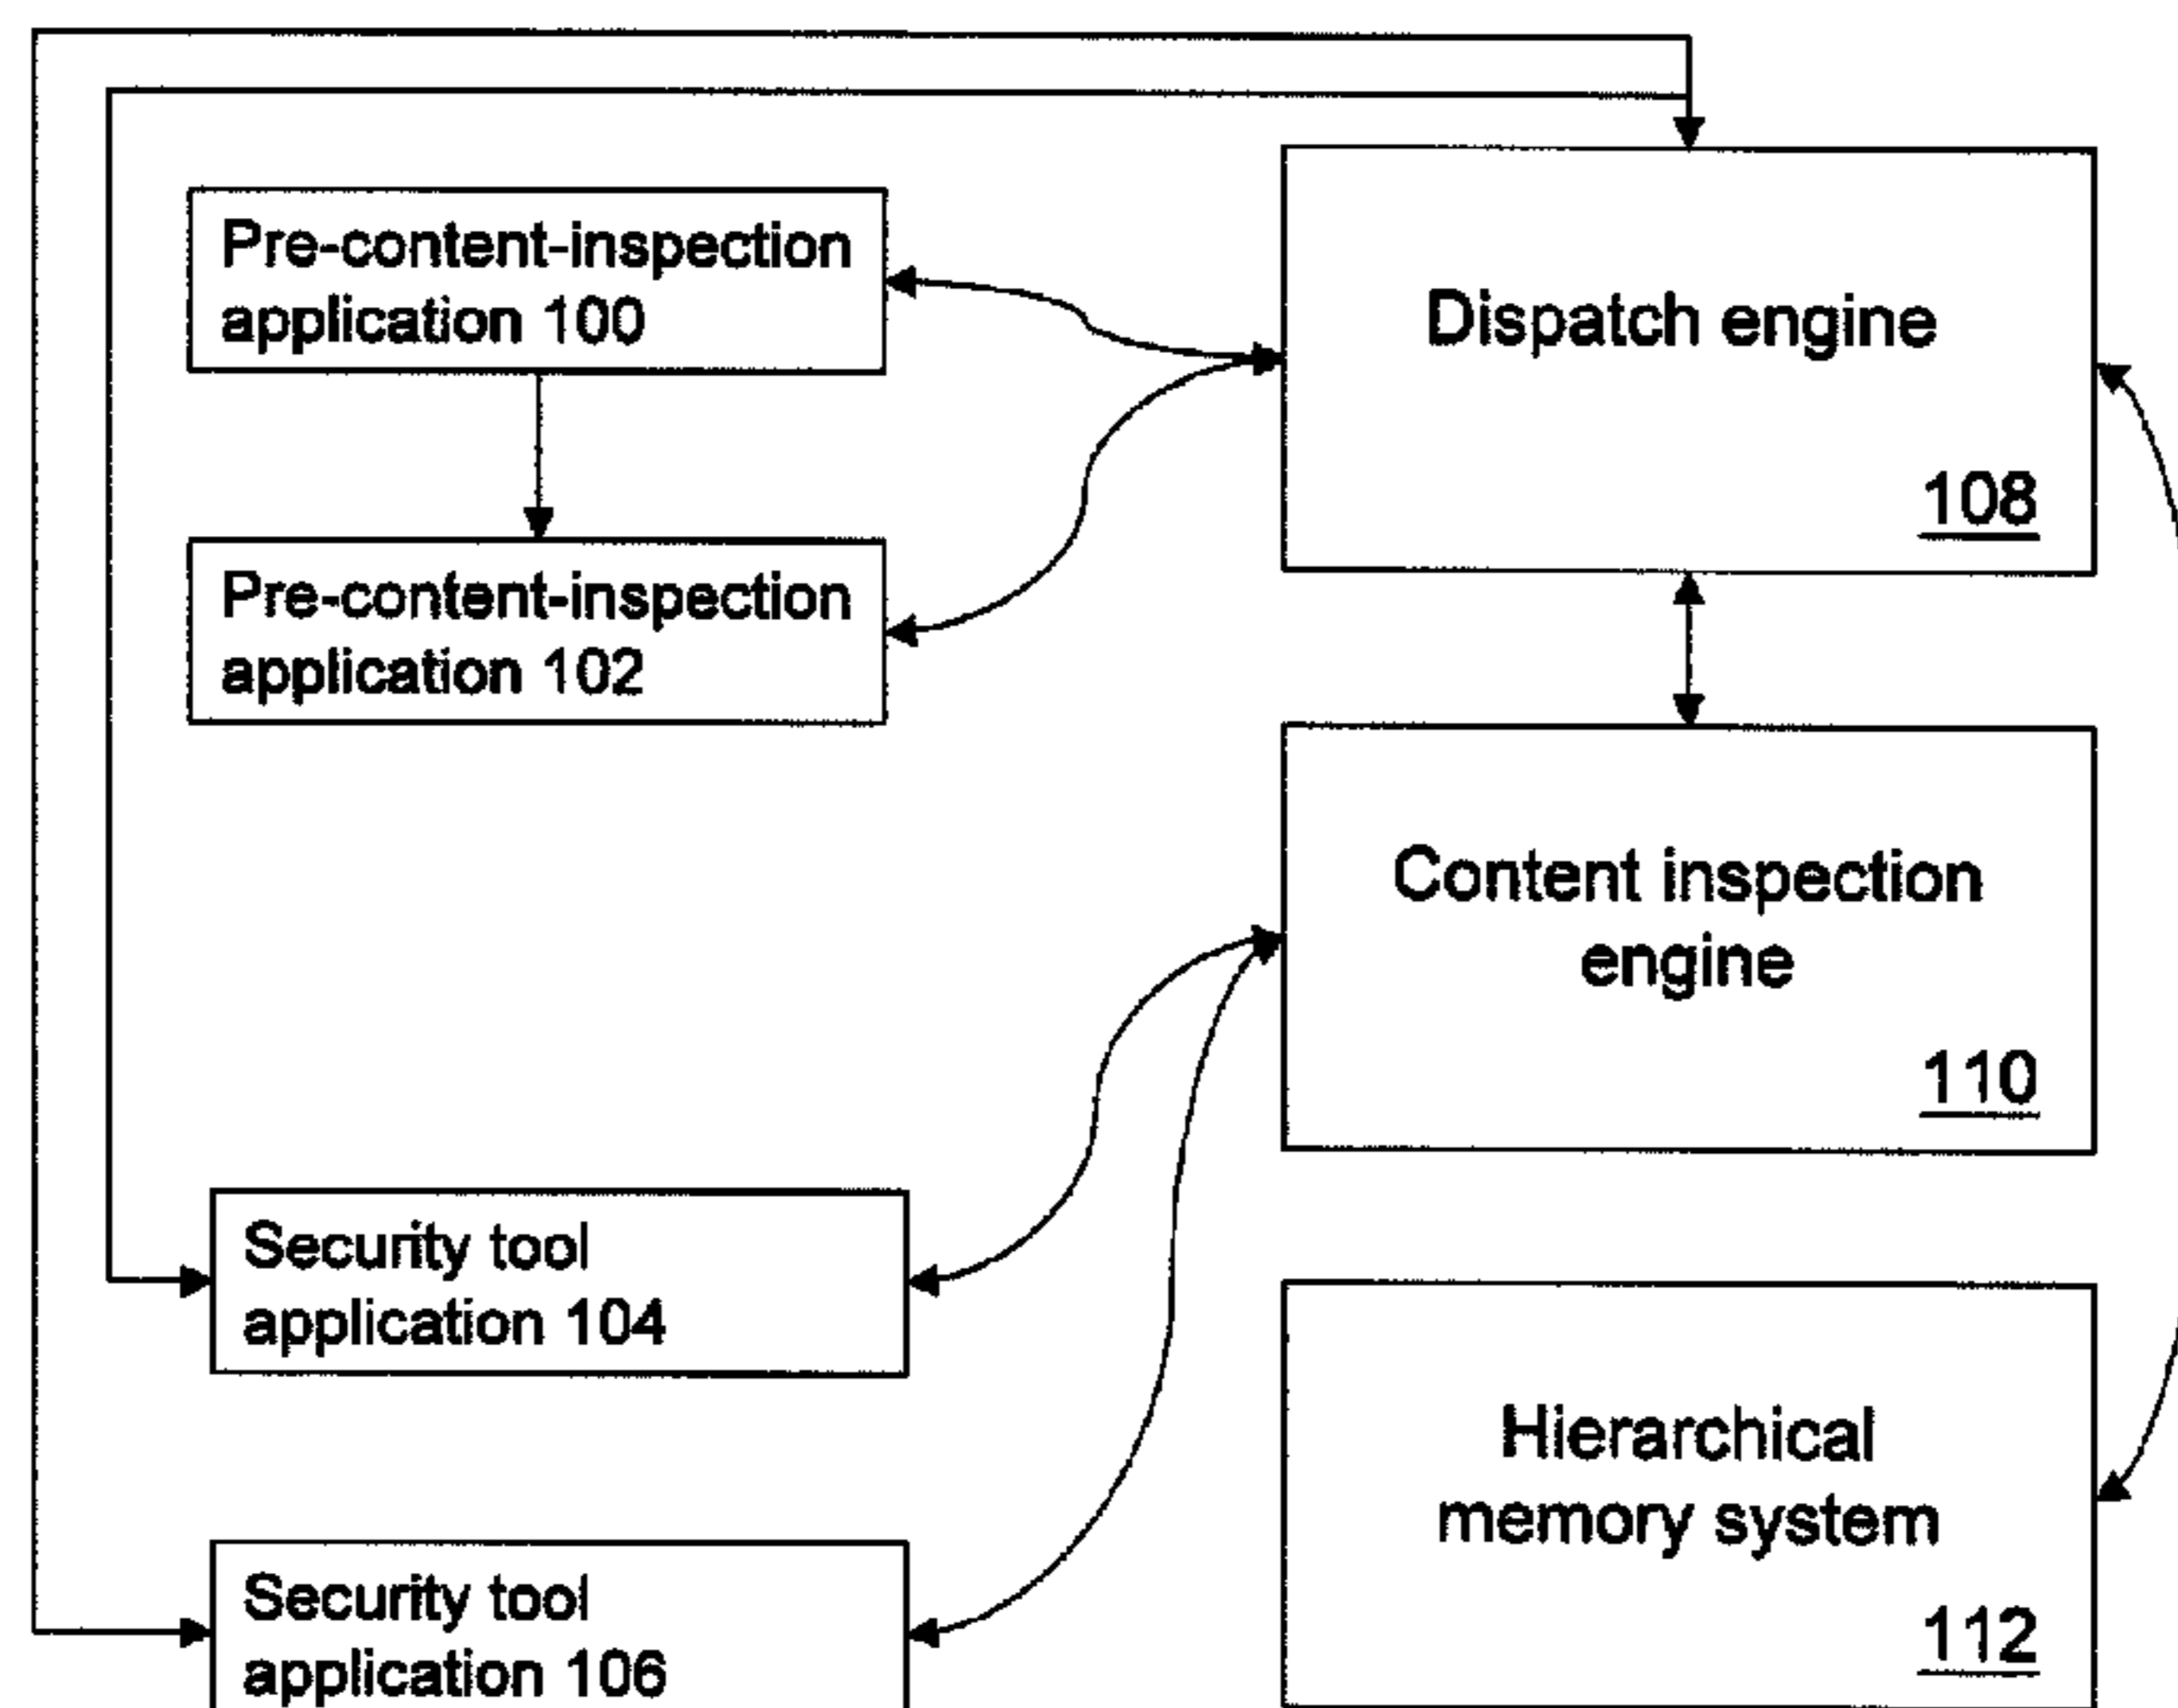 Pre-content-inspection
application 100
Dispatch engine
108
Pre-content-inspection
application 102
Content inspection
engine
110
Security tool
application 104
Hierarchical
memory system
112
Security tool
application 106